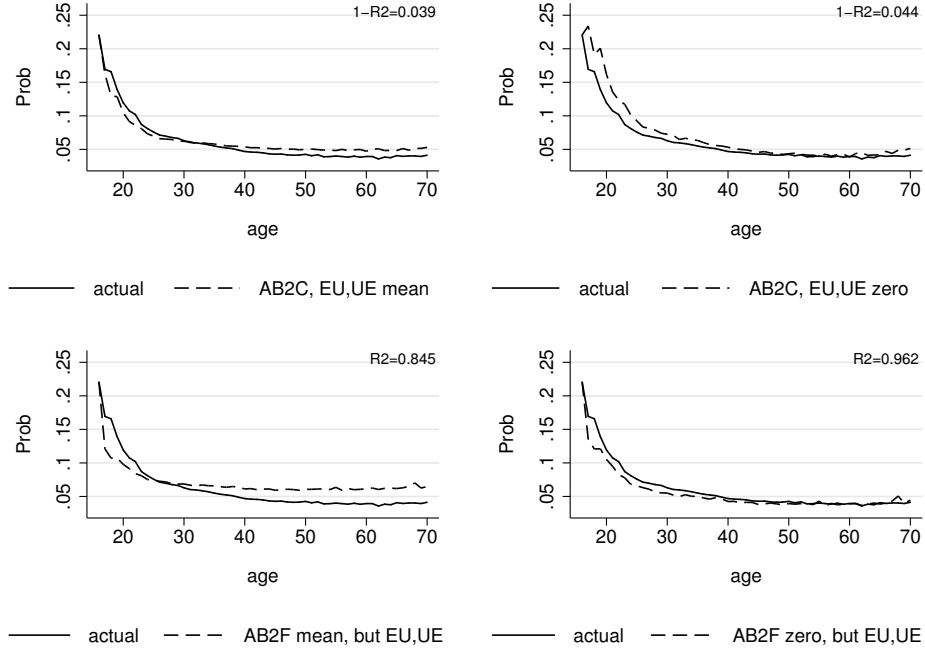 1−R2=0.039
Prob
.25
.2
.15
.1
.05
20 30 40 50 60 70
age
actual AB2C, EU,UE mean
1−R2=0.044
Prob
.25
.2
.15
.1
.05
20 30 40 50 60 70
age
actual AB2C, EU,UE zero
R2=0.845
Prob
.25
.2
.15
.1
.05
20 30 40 50 60 70
age
actual AB2F mean, but EU,UE
R2=0.962
Prob
.25
.2
.15
.1
.05
20 30 40 50 60 70
age
actual AB2F zero, but EU,UE